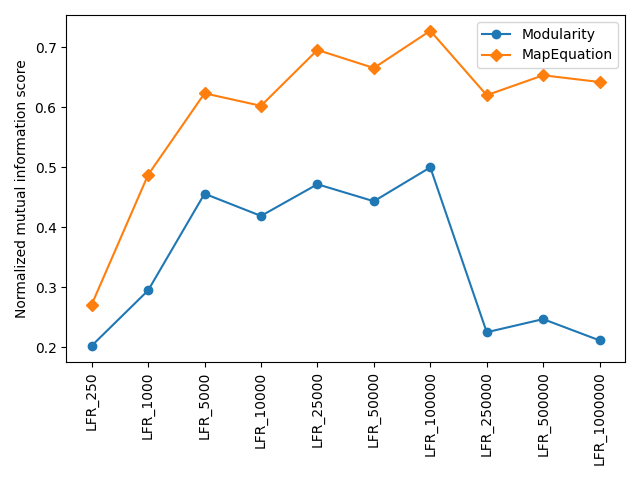 Modularity
MapEquation
Normalized mutual information score
0.7
0.6
0.5
0.4
0.3
0.2
LFR_250
LFR_1000
LFR_5000
LFR_10000
LFR_25000
LFR_50000
LFR_100000
LFR_250000
LFR_500000
LFR_1000000